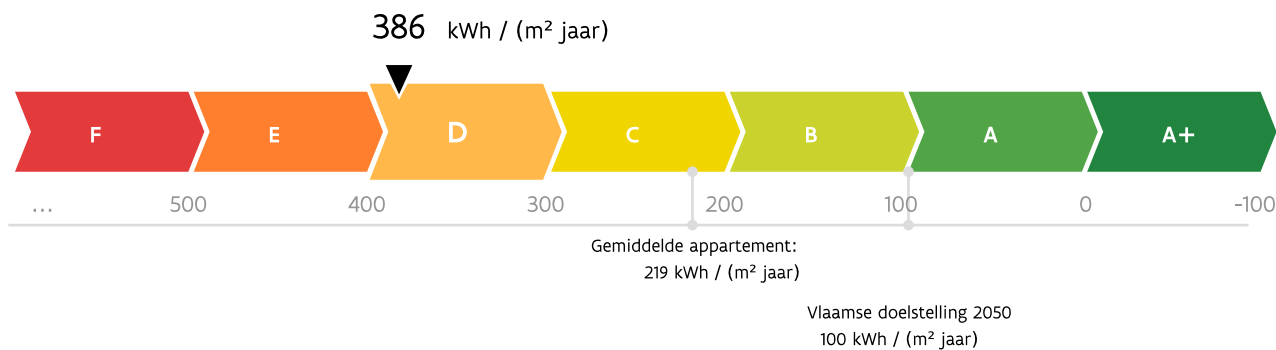 386 kWh / (m² jaar)
F E D C B A A+
... 500 400 300 200 100 0 -100
Gemiddelde appartement:
219 kWh / (m² jaar)
Vlaamse doelstelling 2050
100 kWh / (m² jaar)